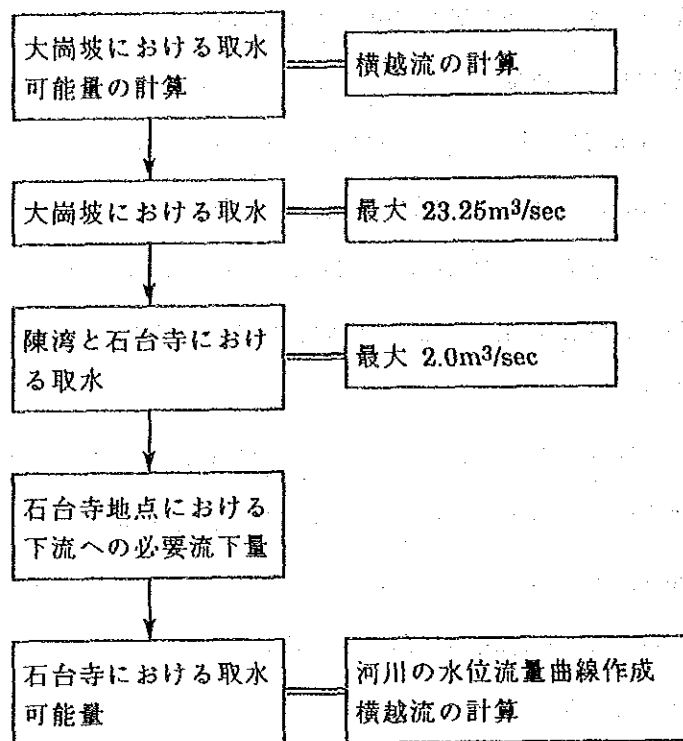 大崗坡における取水
可能量の計算
横越流の計算
大崗坡における取水
最大 23.25m³/sec
陳湾と石台寺におけ
る取水
最大 2.0m³/sec
石台寺地点における
下流への必要流下量
石台寺における取水
可能量
河川の水位流量曲線作成
横越流の計算